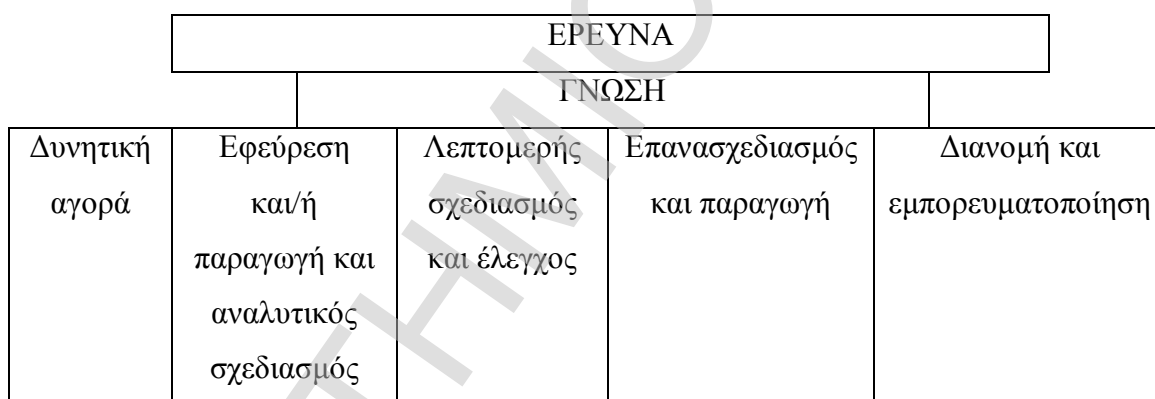 ΕΡΕΥΝΑ
ΓΝΩΣΗ
Δυνητική
αγορά
Εφεύρεση
και/ή
παραγωγή και
αναλυτικός
σχεδιασμός
Λεπτομερής
σχεδιασμός
και έλεγχος
Επανασχεδιασμός
και παραγωγή
Διανομή και
εμπορευματοποίηση